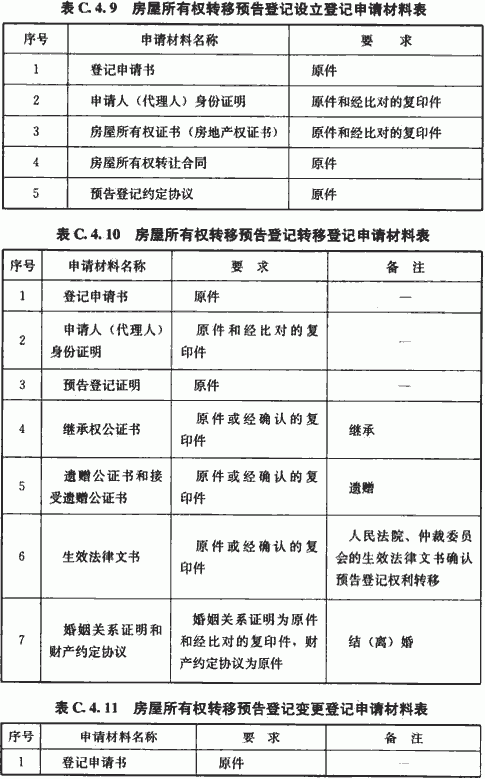 表 C.4.9 房屋所有权转移预告登记设立登记申请材料表
序号 申请材料名称 要 求
1 登记申请书 原件
2 申请人（代理人）身份证明 原件和经比对的复印件
3 房屋所有权证书（房地产权证书） 原件和经比对的复印件
4 房屋所有权转让合同 原件
5 预告登记约定协议 原件
表 C.4.10 房屋所有权转移预告登记转移登记申请材料表
序号 申请材料名称 要 求 备 注
1 登记申请书 原件 —
2 申请人（代理人）
身份证明 原件和经比对的复
印件 —
3 预告登记证明 原件 —
4 继承权公证书 原件或经确认的复
印件 继承
5 遗赠公证书和接
受遗赠公证书 原件或经确认的复
印件 遗赠
6 生效法律文书 原件或经确认的复
印件 人民法院、仲裁委员
会的生效法律文书确认
预告登记权利转移
7 婚姻关系证明和
财产约定协议 婚姻关系证明为原件
和经比对的复印件，财
产约定协议为原件 结（离）婚
表 C.4.11 房屋所有权转移预告登记变更登记申请材料表
序号 申请材料名称 要 求 备 注
1 登记申请书 原件 —